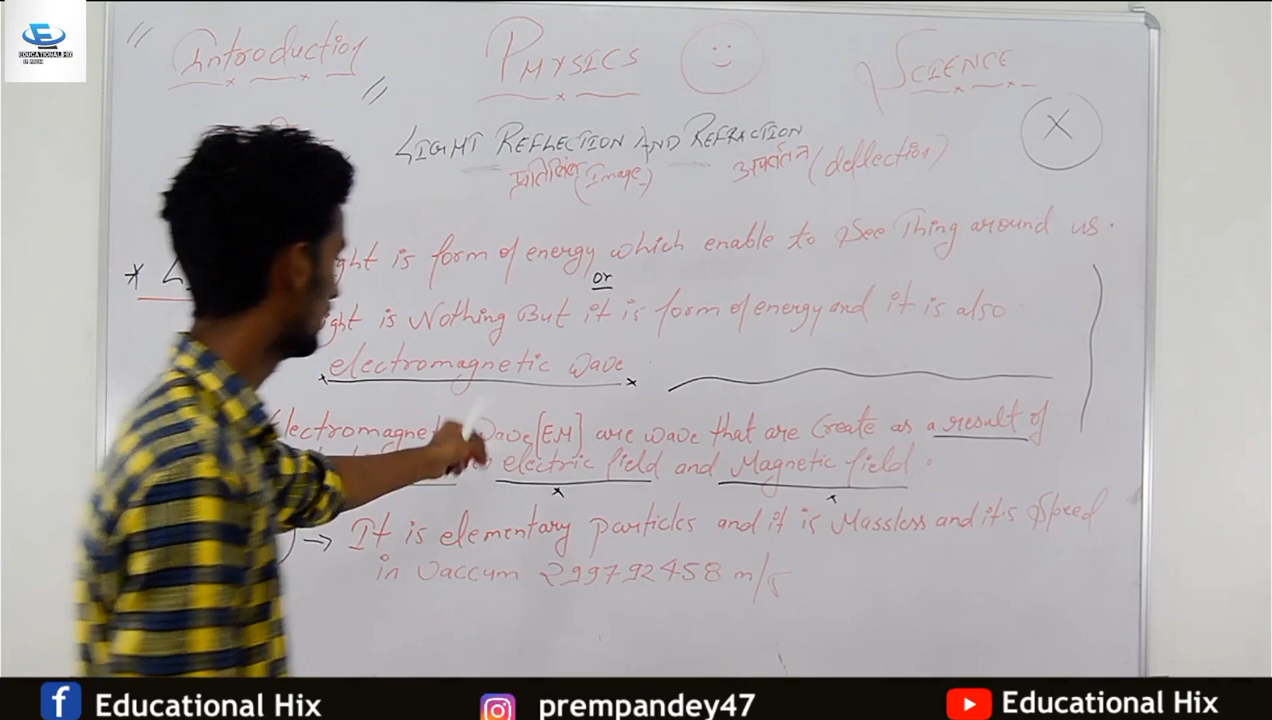 EDUCATIONAL HIX
" Introduction "
PHYSICS
SCIENCE
LIGHT REFLECTION AND REFRACTION
प्रतिबिंब (Image)
अपवर्तन (deflection)
X
ght is form of energy which enable to See Thing around us.
or
ight is Nothing But it is form of energy and it is also
electromagnetic wave
Electromagnet wave [E.M] are wave that are Create as a result of
electric field and Magnetic field
→ It is elementary particles and it is Massless and it's Speed
in Vaccum 299792458 m/s
Educational Hix
prempandey47
Educational Hix